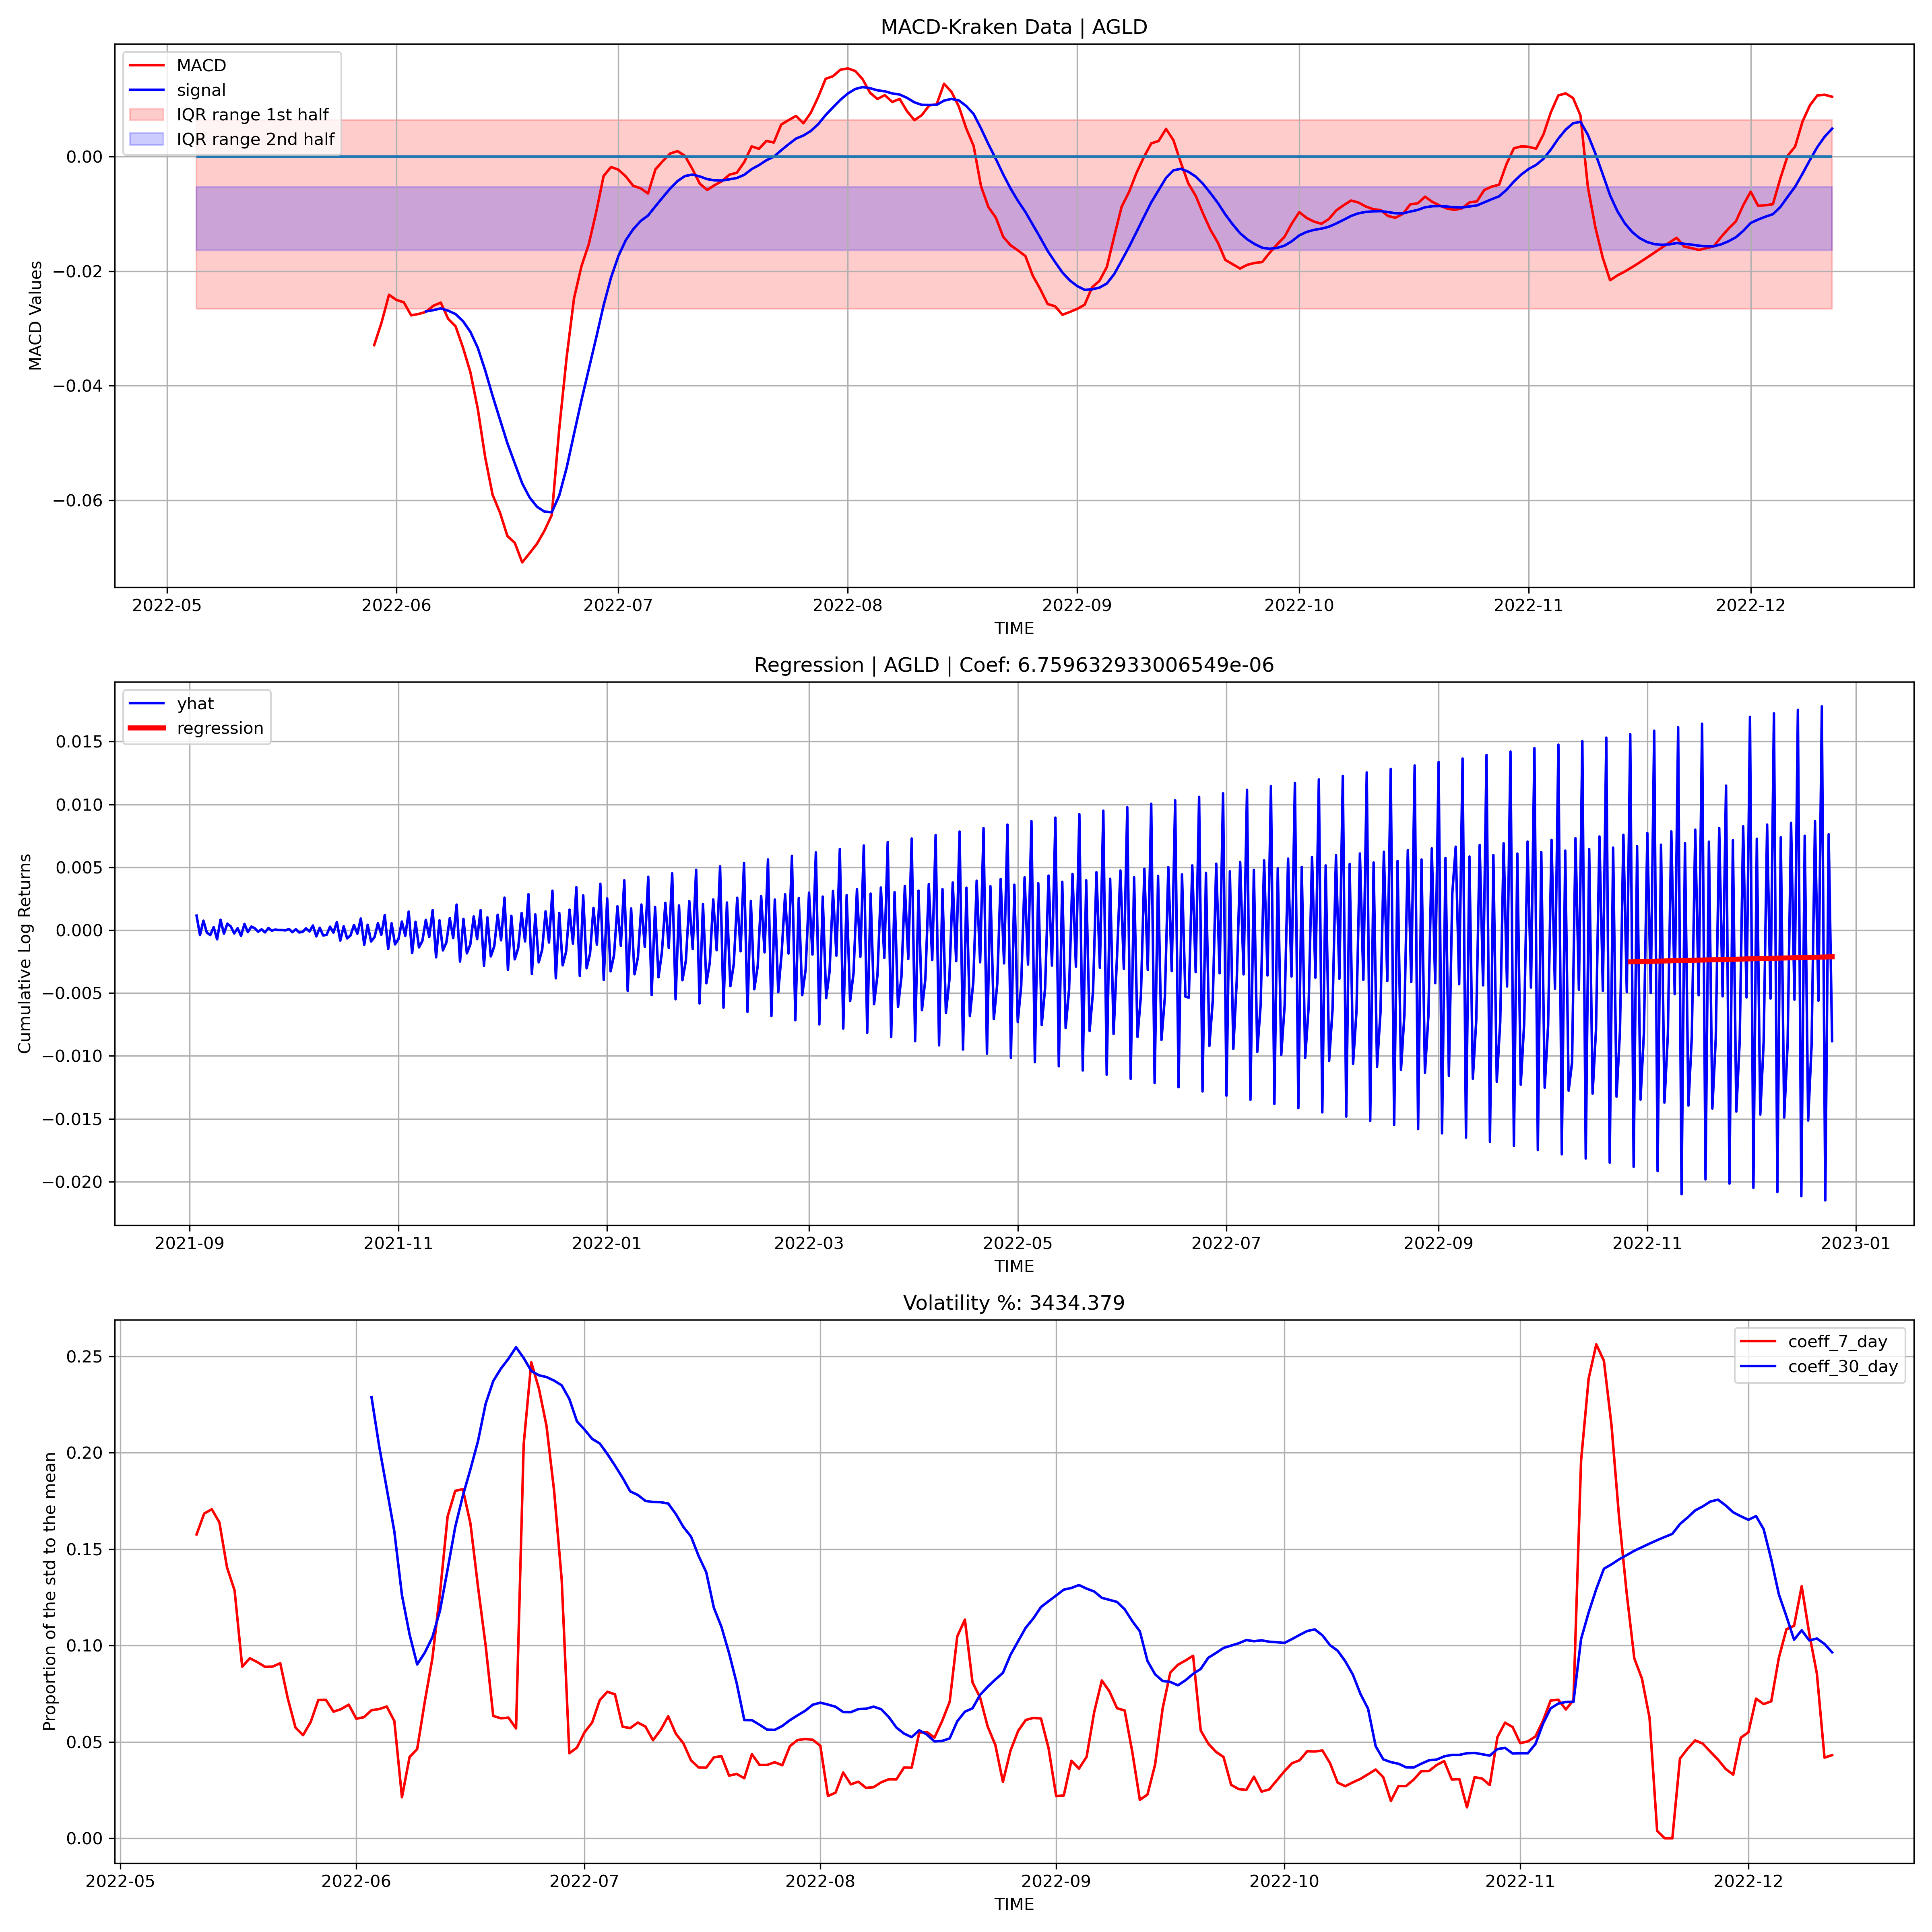 MACD-Kraken Data | AGLD
MACD
signal
IQR range 1st half
IQR range 2nd half
0.00
−0.02
−0.04
−0.06
MACD Values
2022-05 2022-06 2022-07 2022-08 2022-09 2022-10 2022-11 2022-12
TIME
Regression | AGLD | Coef: 6.759632933006549e-06
yhat
regression
0.015
0.010
0.005
0.000
−0.005
−0.010
−0.015
−0.020
Cumulative Log Returns
2021-09 2021-11 2022-01 2022-03 2022-05 2022-07 2022-09 2022-11 2023-01
TIME
Volatility %: 3434.379
coeff_7_day
coeff_30_day
0.25
0.20
0.15
0.10
0.05
0.00
Proportion of the std to the mean
2022-05 2022-06 2022-07 2022-08 2022-09 2022-10 2022-11 2022-12
TIME